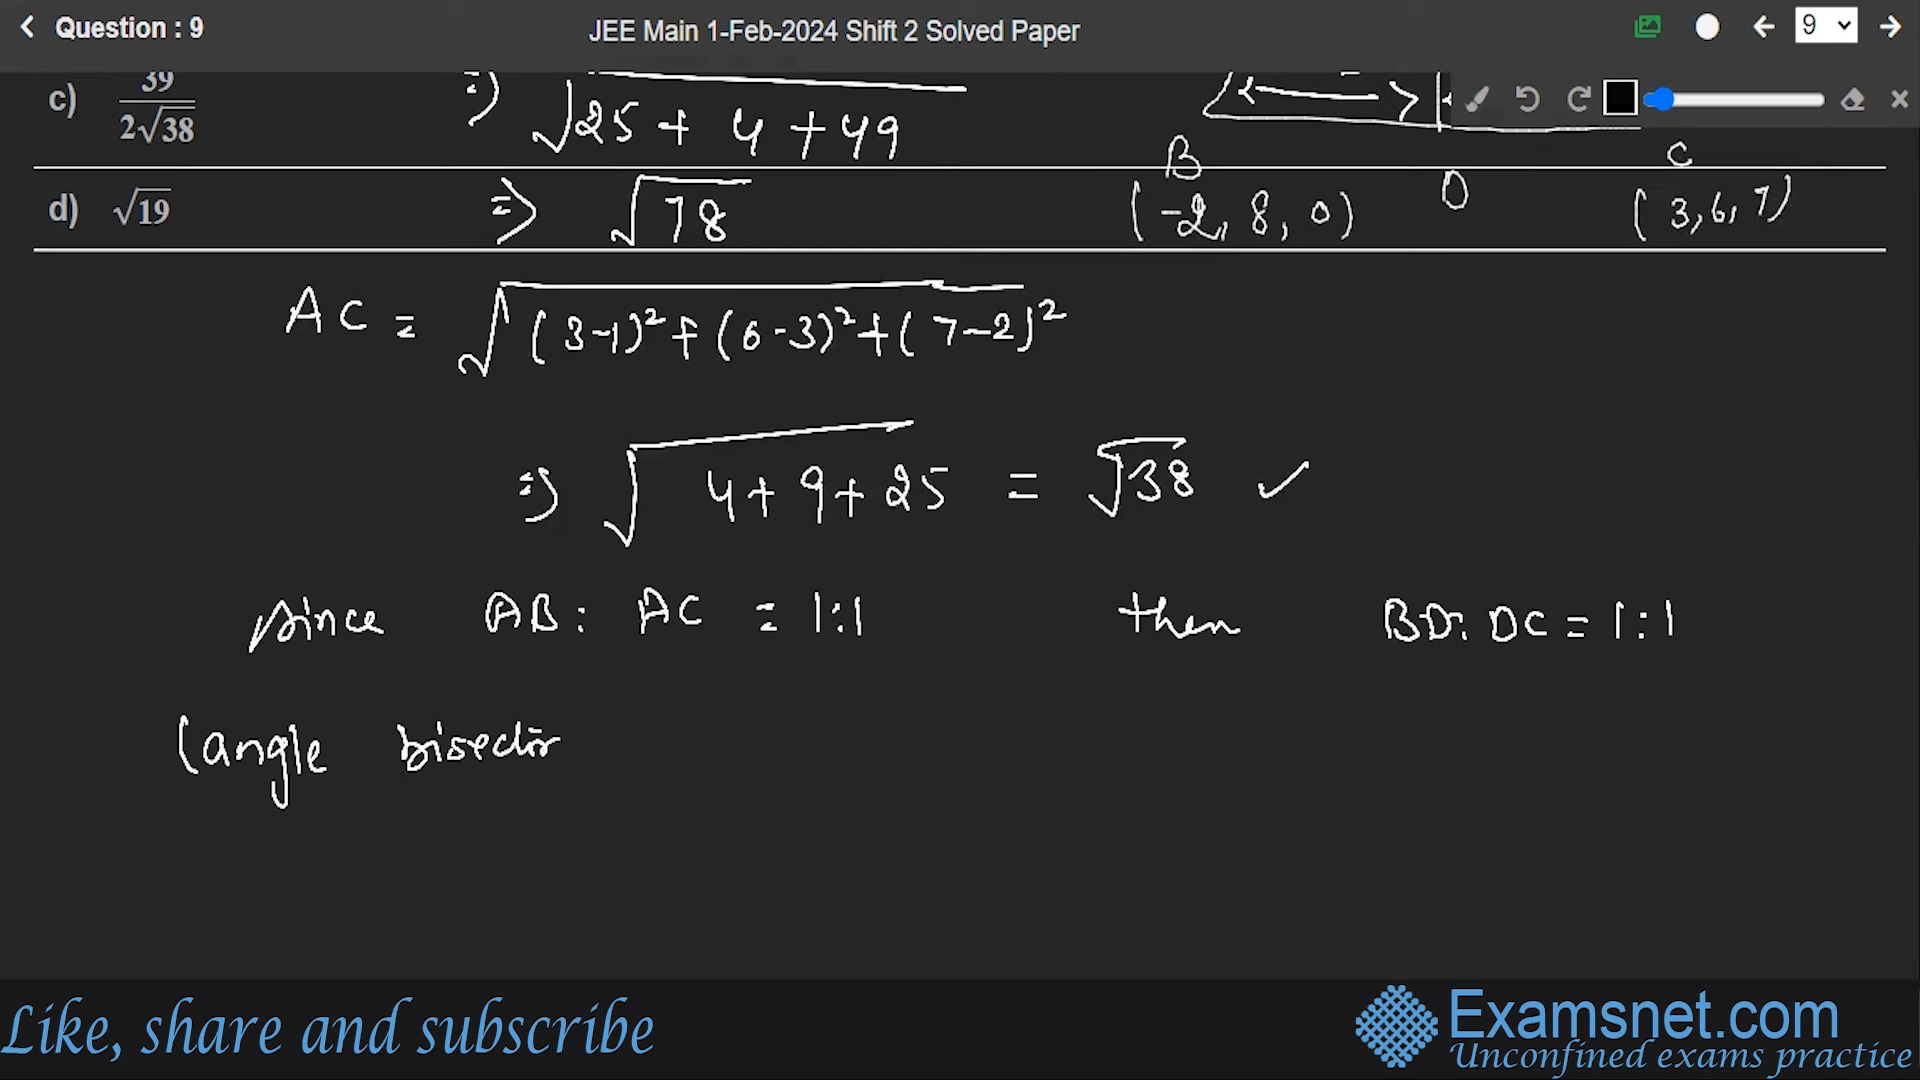 Question : 9
JEE Main 1-Feb-2024 Shift 2 Solved Paper
9
c) 39/2√38
⇒ √25 + 4 + 49
B
C
d) √19
⇒ √78
(-2, 8, 0)
D
(3,6,7)
AC = √(3-1)²+(6-3)²+(7-2)²
⇒ √4+9+25 = √38 ✓
since AB: AC = 1:1 then BD: DC = 1:1
(angle bisector
Like, share and subscribe
Examsnet.com
Unconfined exams practice